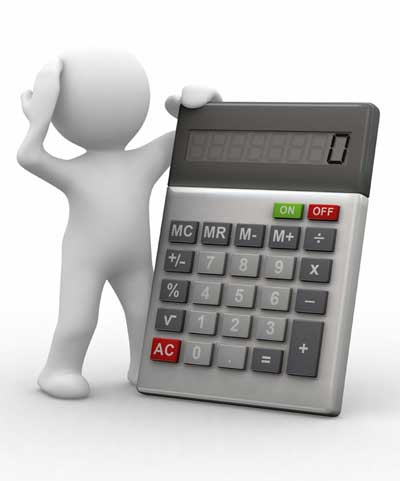 0
ON OFF
MC MR M- M+ ÷
+/- 7 8 9 x
% 4 5 6 –
√ 1 2 3 +
AC 0 . =